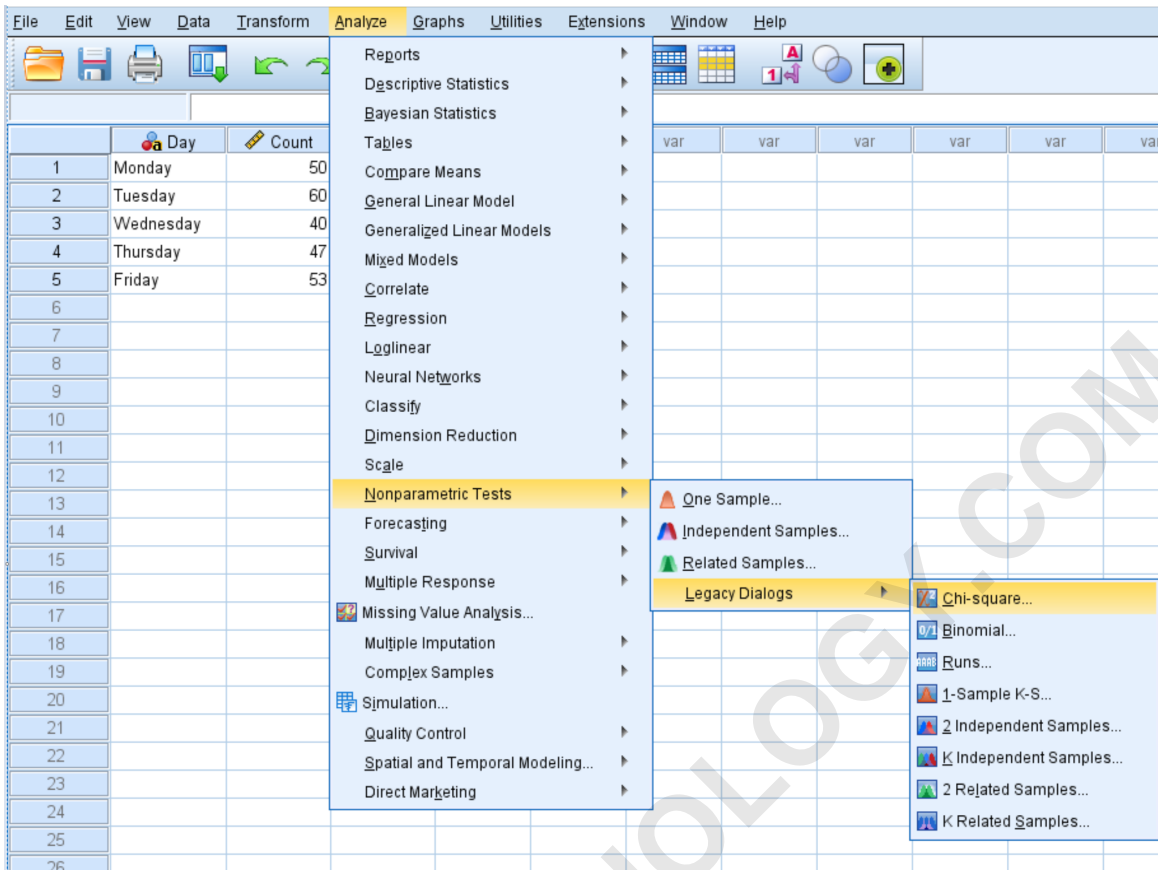 File Edit View Data Transform Analyze Graphs Utilities Extensions Window Help
Day Count var var var var var va
1 Monday 50
2 Tuesday 60
3 Wednesday 40
4 Thursday 47
5 Friday 53
6
7
8
9
10
11
12
13
14
15
16
17
18
19
20
21
22
23
24
25
26
Reports
Descriptive Statistics
Bayesian Statistics
Tables
Compare Means
General Linear Model
Generalized Linear Models
Mixed Models
Correlate
Regression
Loglinear
Neural Networks
Classify
Dimension Reduction
Scale
Nonparametric Tests
Forecasting
Survival
Multiple Response
Missing Value Analysis...
Multiple Imputation
Complex Samples
Simulation...
Quality Control
Spatial and Temporal Modeling...
Direct Marketing
One Sample...
Independent Samples...
Related Samples...
Legacy Dialogs
Chi-square...
Binomial...
Runs...
1-Sample K-S...
2 Independent Samples...
K Independent Samples...
2 Related Samples...
K Related Samples...
NOLOGY.COM